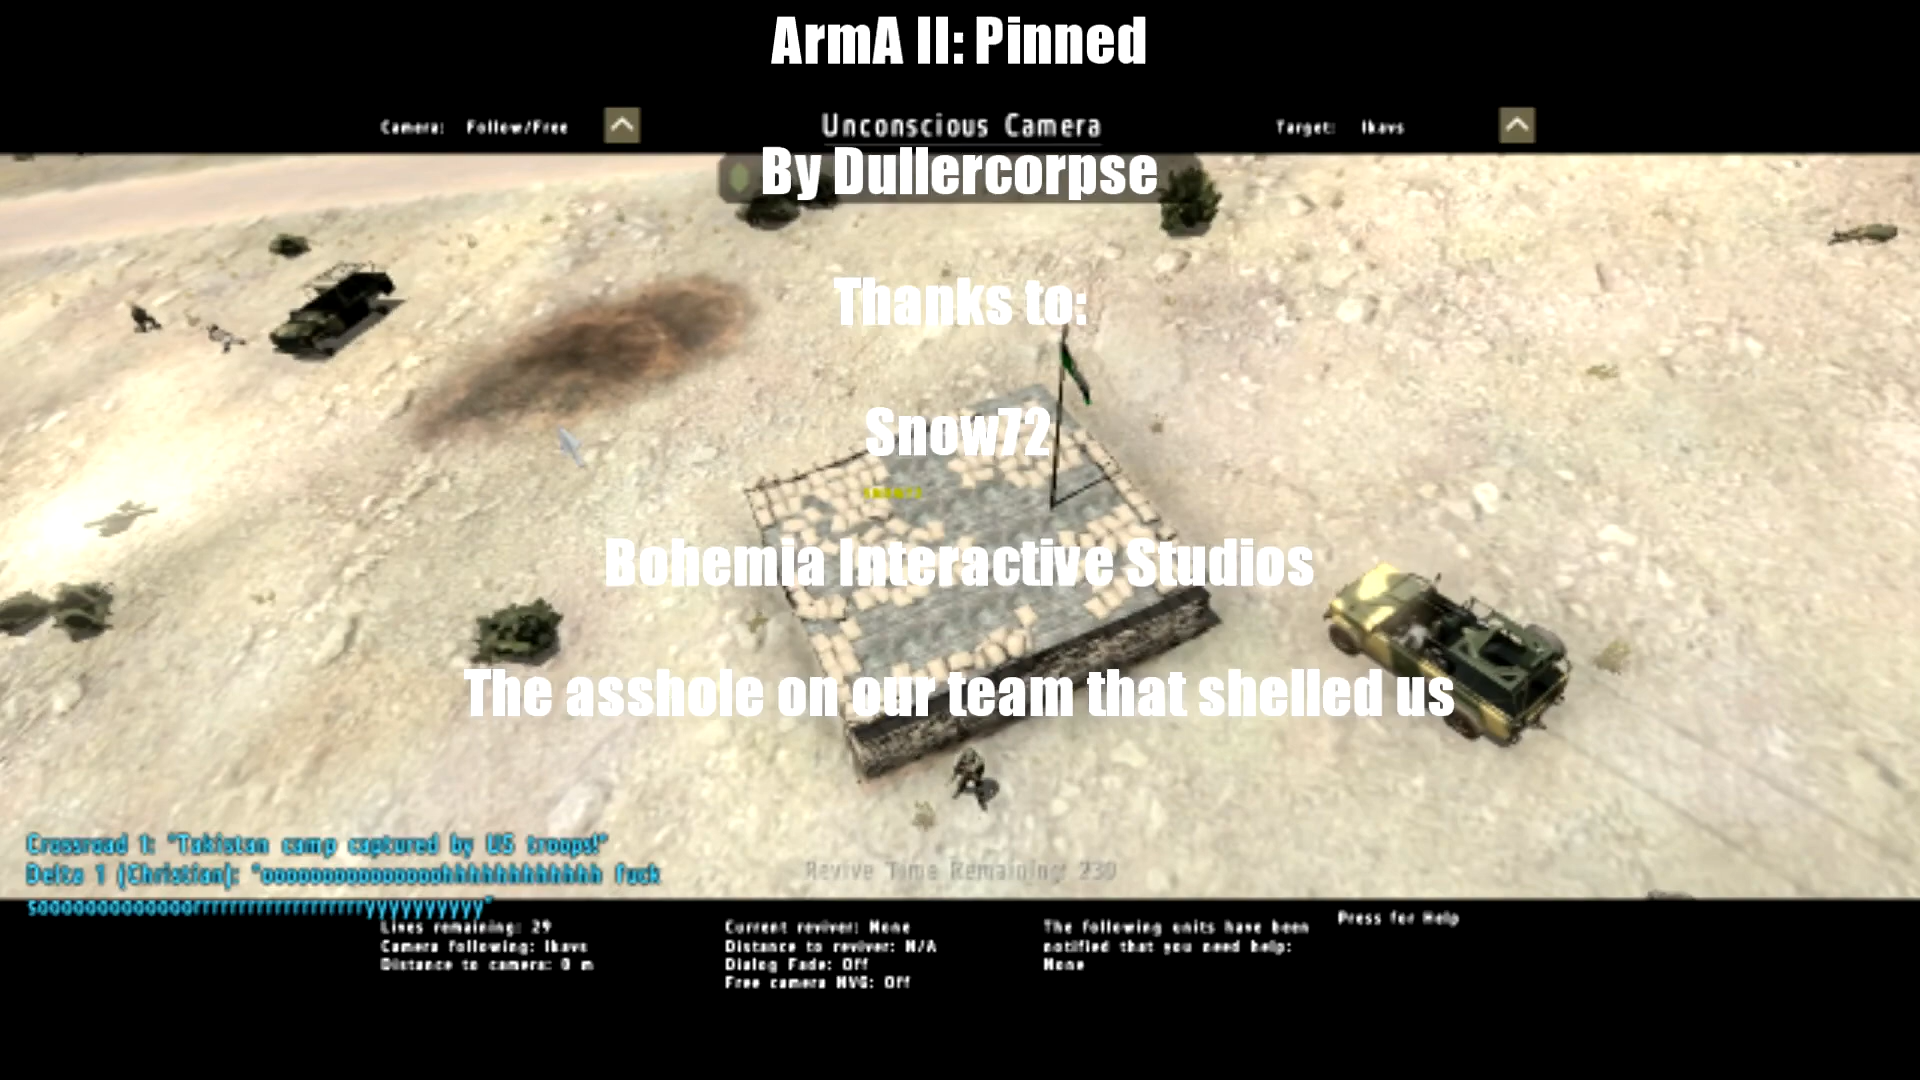 ArmA II: Pinned
Camera: Follow/Free
Unconscious Camera
Target: Ikavs
By Dullercorpse
Thanks to:
Snow72
Bohemia Interactive Studios
The asshole on our team that shelled us
Crossroad 1: "Takistan camp captured by US troops!"
Delta 1 (Christian): "ooooooooooooooohhhhhhhhhhhhh fuck
soooooooooooooorrrrrrrrrrrrrrrrrrrrryyyyyyyyyy"
Revive Time Remaining: 230
Lives remaining: 29
Camera following: Ikavs
Distance to camera: 0 m
Current reviver: None
Distance to reviver: N/A
Dialog Fade: Off
Free camera NVG: Off
The following units have been
notified that you need help:
None
Press for Help